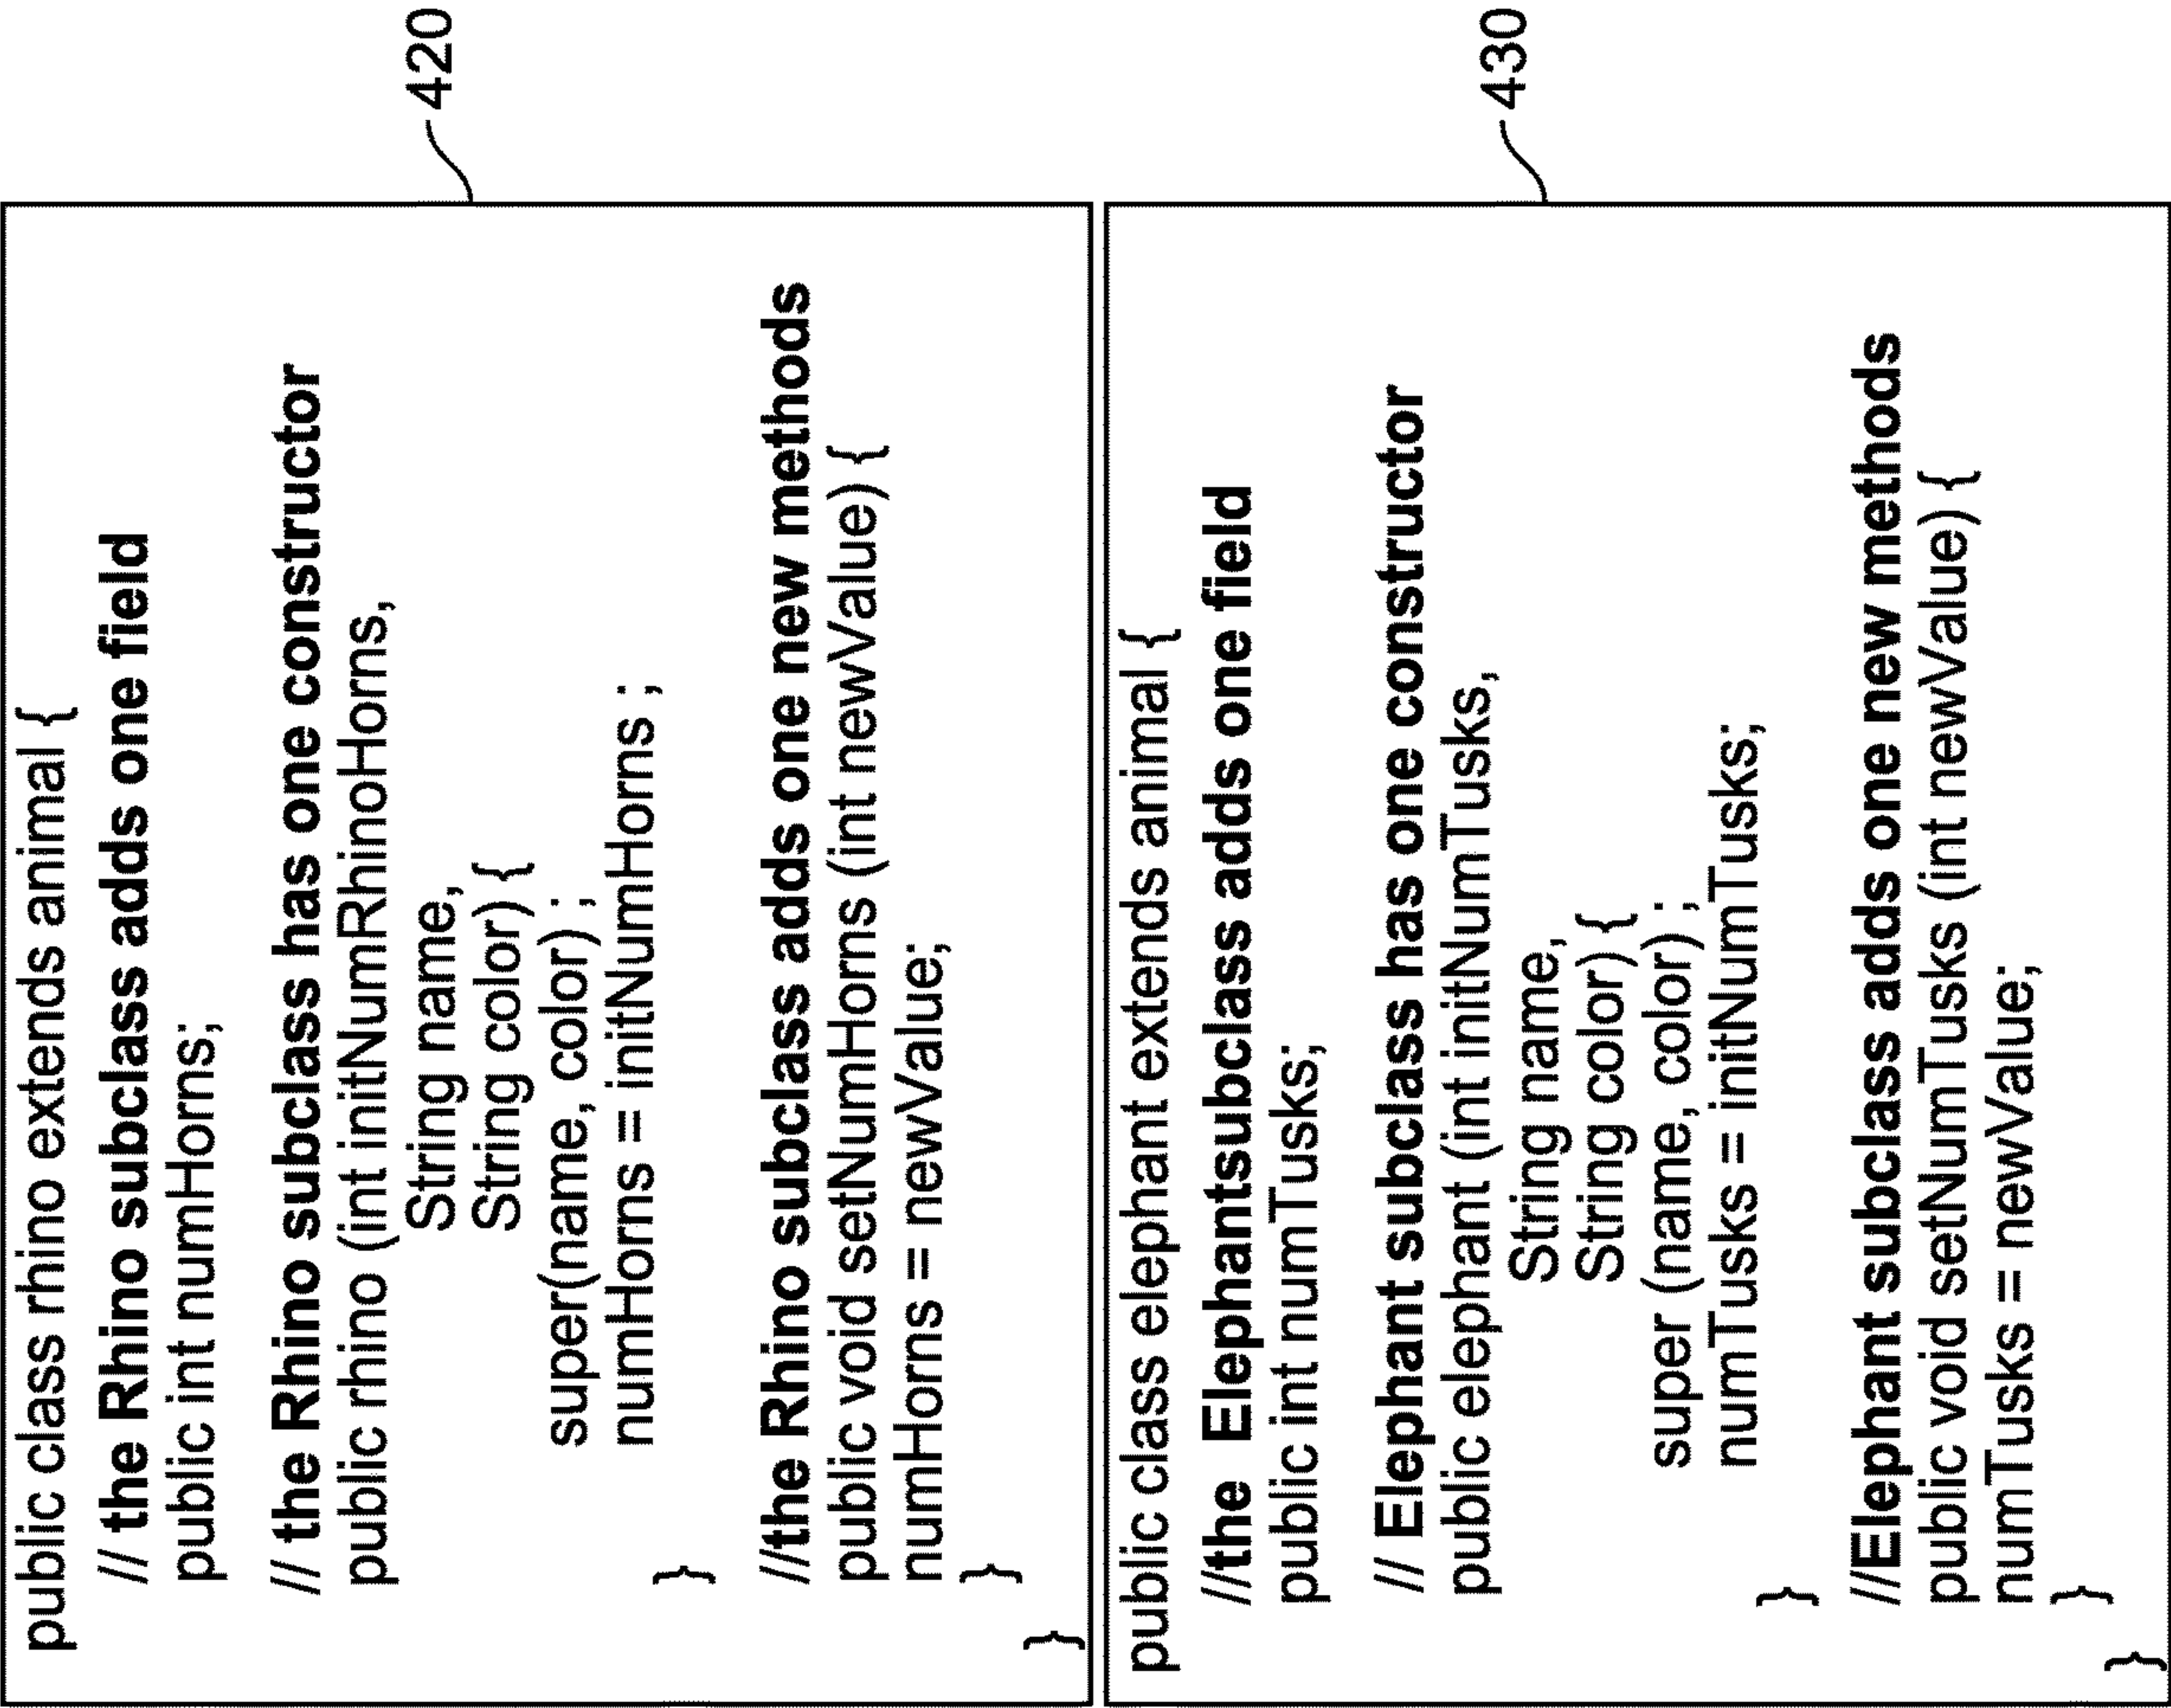 public class rhino extends animal {
// the Rhino subclass adds one field
public int numHorns;
// the Rhino subclass has one constructor
public rhino (int initNumRhinoHorns,
String name,
String color) {
super(name, color) ;
numHorns = initNumHorns ;
}
//the Rhino subclass adds one new methods
public void setNumHorns (int newValue) {
numHorns = newValue;
}
}
420
public class elephant extends animal {
//the  Elephantsubclass adds one field
public int numTusks;
// Elephant subclass has one constructor
public elephant (int initNumTusks,
String name,
String color) {
super (name, color) ;
numTusks = initNumTusks;
}
//Elephant subclass adds one new methods
public void setNumTusks (int newValue) {
numTusks = newValue;
}
}
430